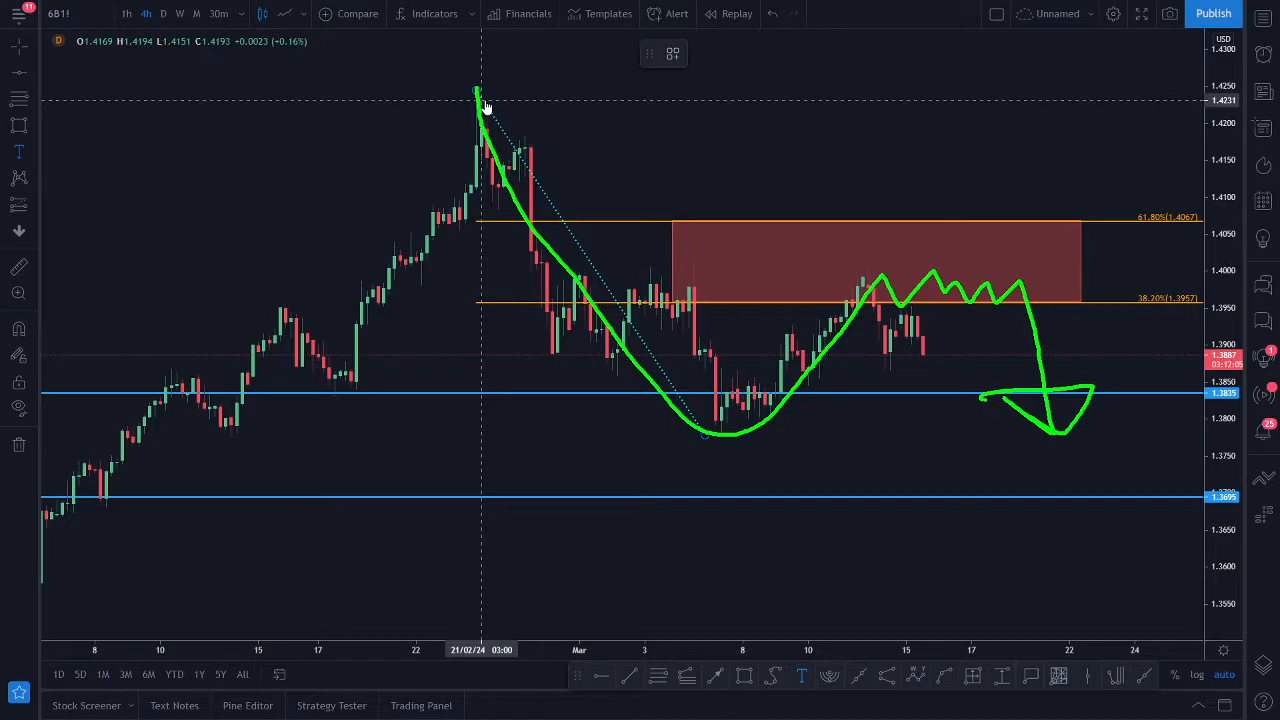 11
6B1!
1h 4h D W M 30m
Compare
Indicators
Financials
Templates
Alert
Replay
Unnamed
Publish
D O1.4169 H1.4194 L1.4151 C1.4193 +0.0023 (+0.16%)
USD
1.4300
1.4250
1.4231
1.4200
1.4150
1.4100
61.80%(1.4067)
1.4050
1.4000
38.20%(1.3957)
1.3950
1.3900
1.3887
03:12:05
1.3850
1.3835
1.3800
1.3750
1.3695
1.3650
1.3600
1.3550
1
25
8 10 15 17 22 21/02/24 03:00 Mar 3 8 10 15 17 22 24
1D 5D 1M 3M 6M YTD 1Y 5Y All
T
% log auto
Stock Screener Text Notes Pine Editor Strategy Tester Trading Panel